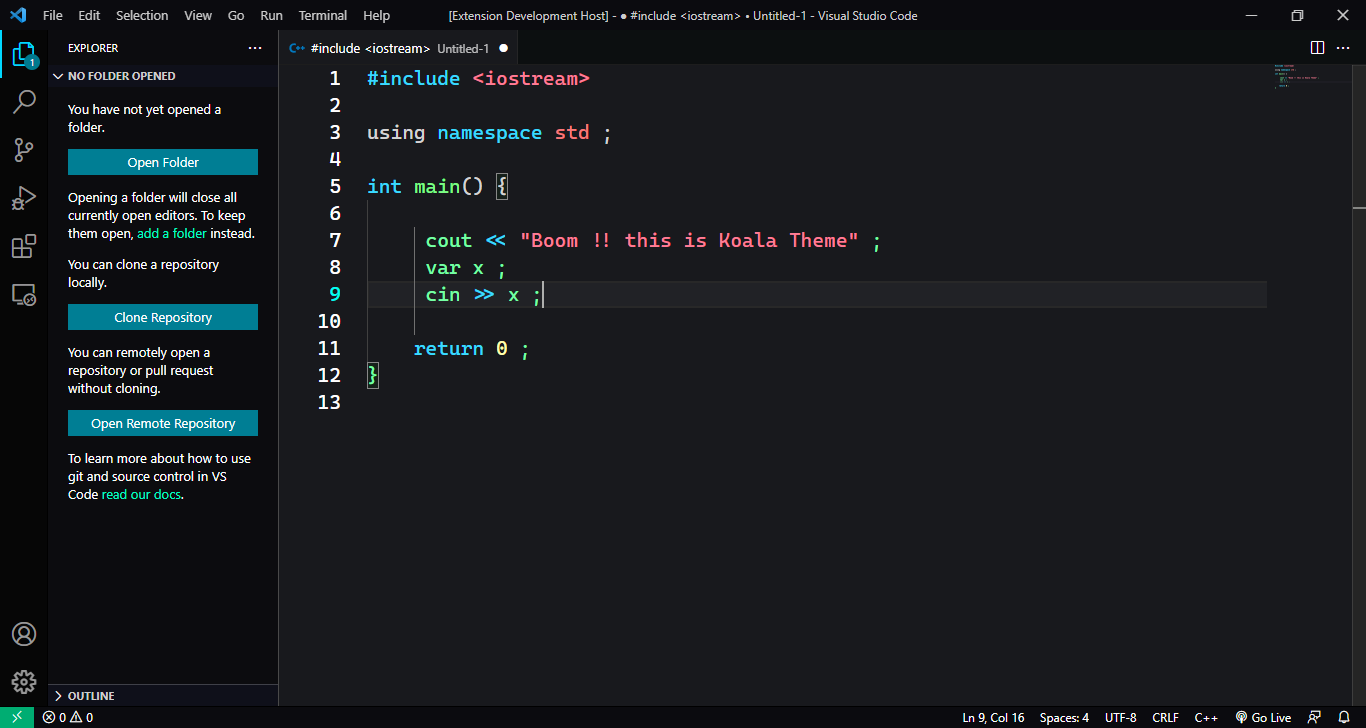 File Edit Selection View Go Run Terminal Help [Extension Development Host] - ● #include <iostream> • Untitled-1 - Visual Studio Code
EXPLORER ···
C++ #include <iostream> Untitled-1 ●
NO FOLDER OPENED
1
You have not yet opened a
folder.
Open Folder
Opening a folder will close all
currently open editors. To keep
them open, add a folder instead.
You can clone a repository
locally.
Clone Repository
You can remotely open a
repository or pull request
without cloning.
Open Remote Repository
To learn more about how to use
git and source control in VS
Code read our docs.
OUTLINE
1 #include <iostream>
2
3 using namespace std ;
4
5 int main() {
6
7 cout << "Boom !! this is Koala Theme" ;
8 var x ;
9 cin >> x ;
10
11 return 0 ;
12 }
13
0 0 Ln 9, Col 16 Spaces: 4 UTF-8 CRLF C++ Go Live